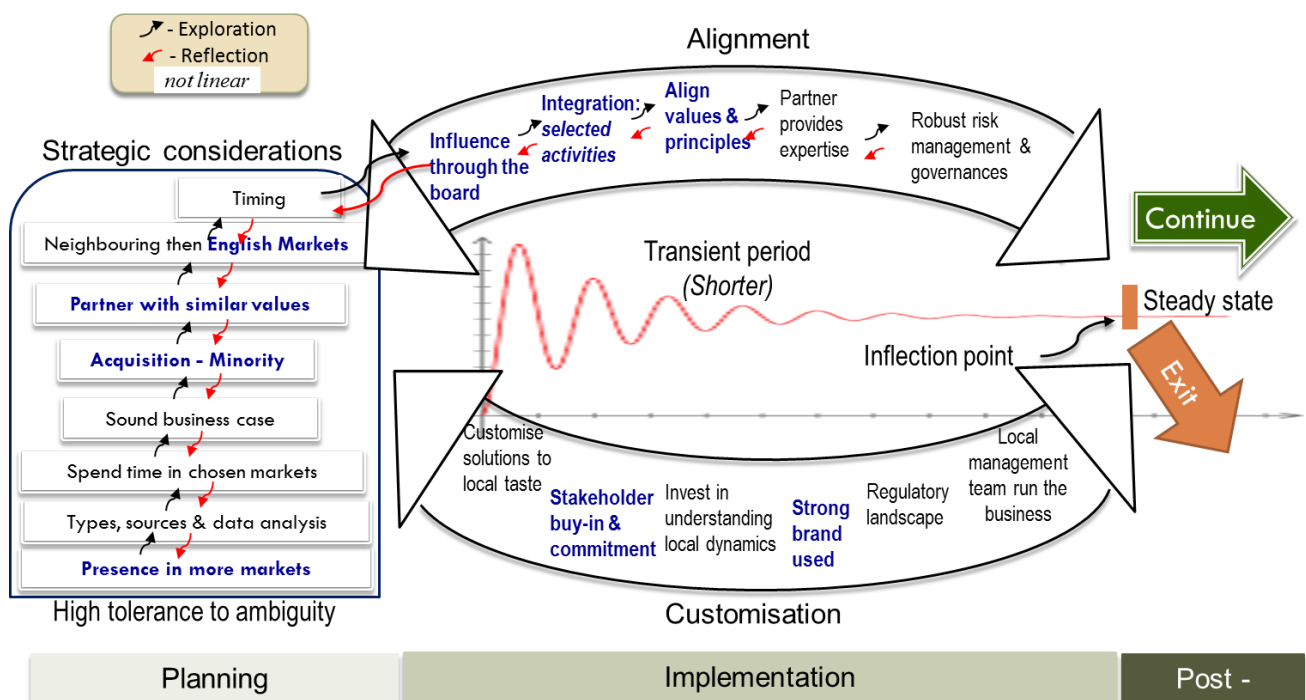 - Exploration
- Reflection
not linear
Strategic considerations
Timing
Neighbouring then English Markets
Partner with similar values
Acquisition - Minority
Sound business case
Spend time in chosen markets
Types, sources & data analysis
Presence in more markets
High tolerance to ambiguity
Alignment
Influence
through the
board
Integration:
selected
activities
Align
values &
principles
Partner
provides
expertise
Robust risk
management &
governances
Transient period
(Shorter)
Inflection point
Continue
Steady state
Exit
Customise
solutions to
local taste
Stakeholder
buy-in &
commitment
Invest in
understanding
local dynamics
Strong
brand
used
Regulatory
landscape
Local
management
team run the
business
Customisation
Planning
Implementation
Post -